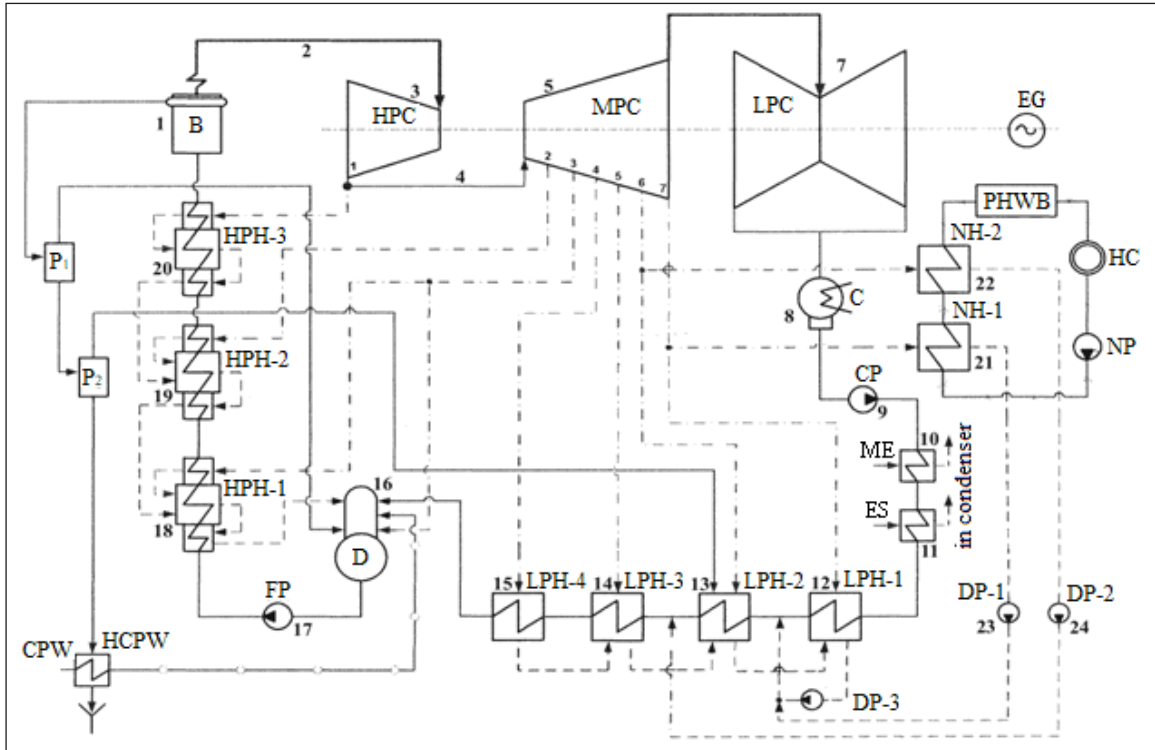 2
7
3
5
EG
HPC
MPC
LPC
1
B
1
4
2
3
4
5
6
7
PHWB
NH-2
HPH-3
P1
20
22
HC
C
8
NH-1
HPH-2
P2
19
21
NP
CP
9
10
ME
HPH-1
16
in condenser
ES
18
11
D
15
LPH-4
14
LPH-3
13
LPH-2
12
LPH-1
FP
17
DP-1
DP-2
23
24
CPW
HCPW
DP-3